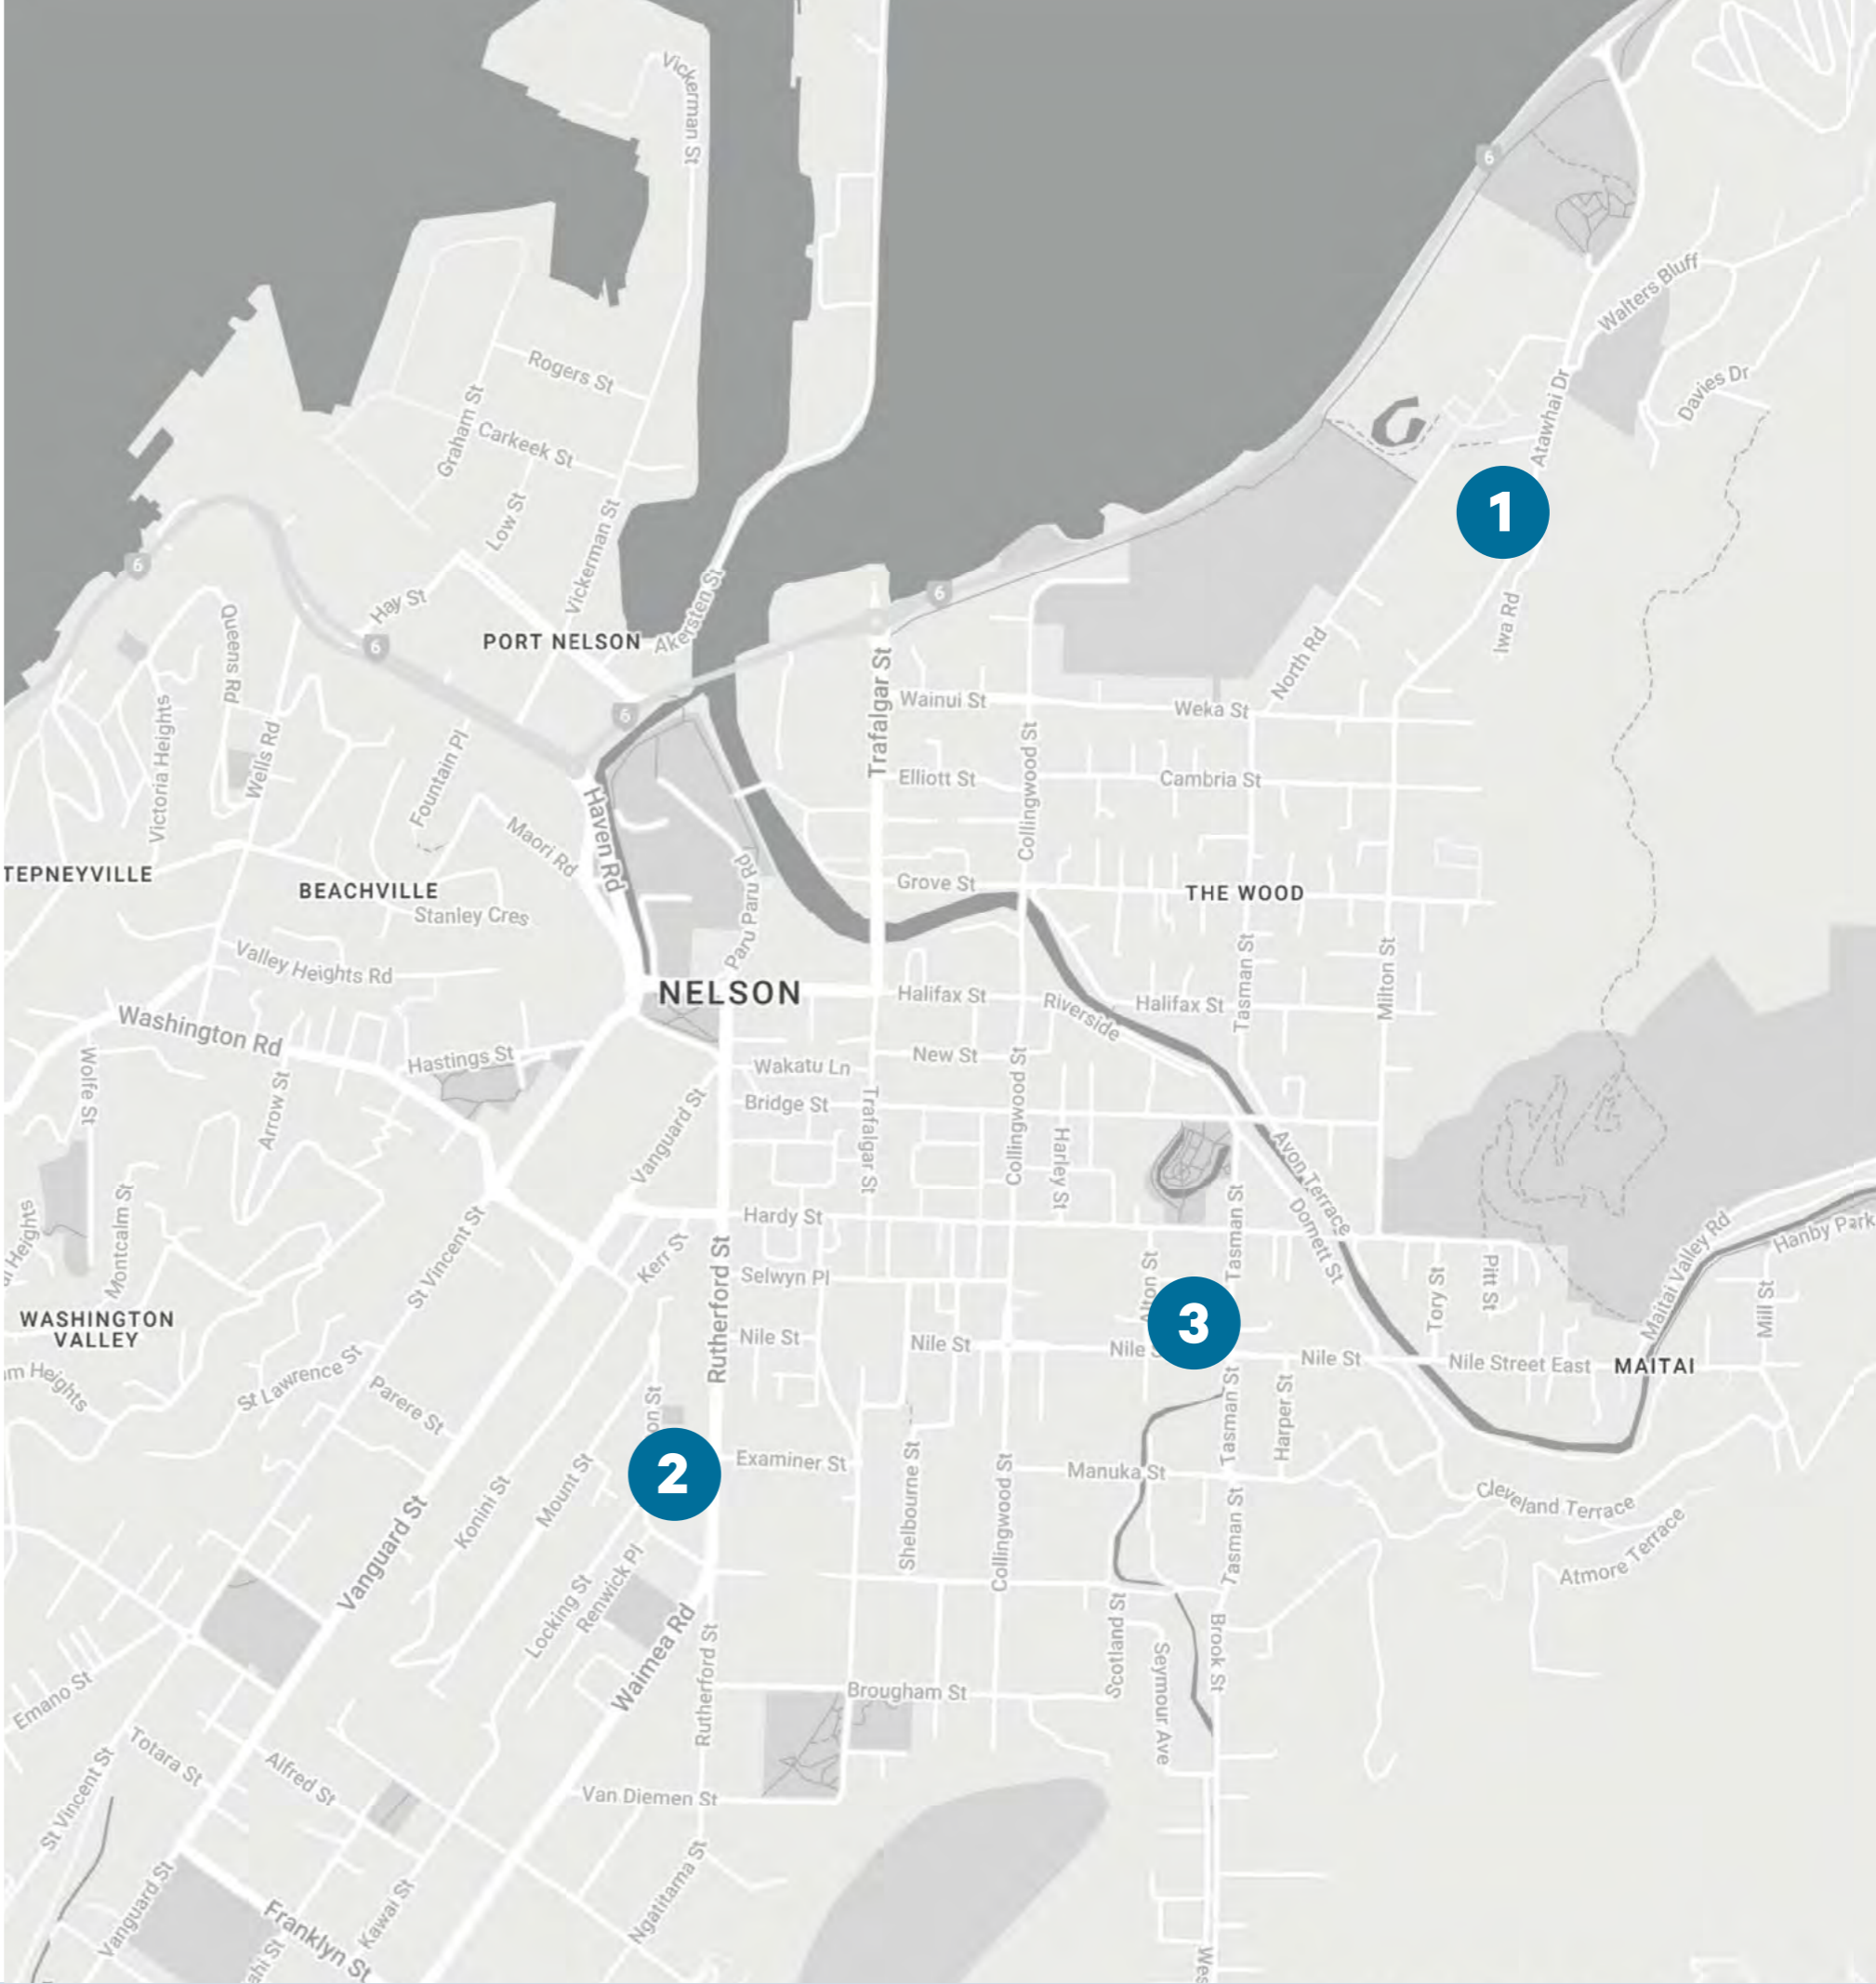 Vickerman St
6
Walters Bluff
Rogers St
Davies Dr
Graham St
Atawhai Dr
Carkeek St
1
Low St
Vickerman St
6
Akersten St
6
Hay St
Queens Rd
Iwa Rd
PORT NELSON
6
North Rd
Trafalgar St
Wainui St
Weka St
6
Victoria Heights
Wells Rd
Fountain Pl
Elliott St
Collingwood St
Cambria St
Haven Rd
Maori Rd
TEPNEYVILLE
BEACHVILLE
Paru Paru Rd
Grove St
THE WOOD
Stanley Cres
Valley Heights Rd
Tasman St
Milton St
NELSON
Halifax St
Riverside
Halifax St
Washington Rd
Hastings St
Wolfe St
Arrow St
Wakatu Ln
New St
Vanguard St
Bridge St
Trafalgar St
Collingwood St
Harley St
Avon Terrace
Domett St
Montcalm St
St Vincent St
Hardy St
Tasman St
Maitai Valley Rd
Hanby Park
Heights
Kerr St
Rutherford St
Selwyn Pl
Alton St
Tory St
Pitt St
Mill St
WASHINGTON
VALLEY
3
Nile St
Nile St
Nile
Nile St
Nile Street East
MAITAI
Heights
St Lawrence St
Parere St
Tasman St
Harper St
2
Examiner St
Shelbourne St
Collingwood St
Manuka St
Cleveland Terrace
Atmore Terrace
Vanguard St
Konini St
Mount St
Tasman St
Locking St
Renwick Pl
Waimea Rd
Rutherford St
Scotland St
Seymour Ave
Brook St
Emano St
Brougham St
Totara St
Alfred St
St Vincent St
Van Diemen St
Vanguard St
Franklyn St
Kawai St
Ngatitama St